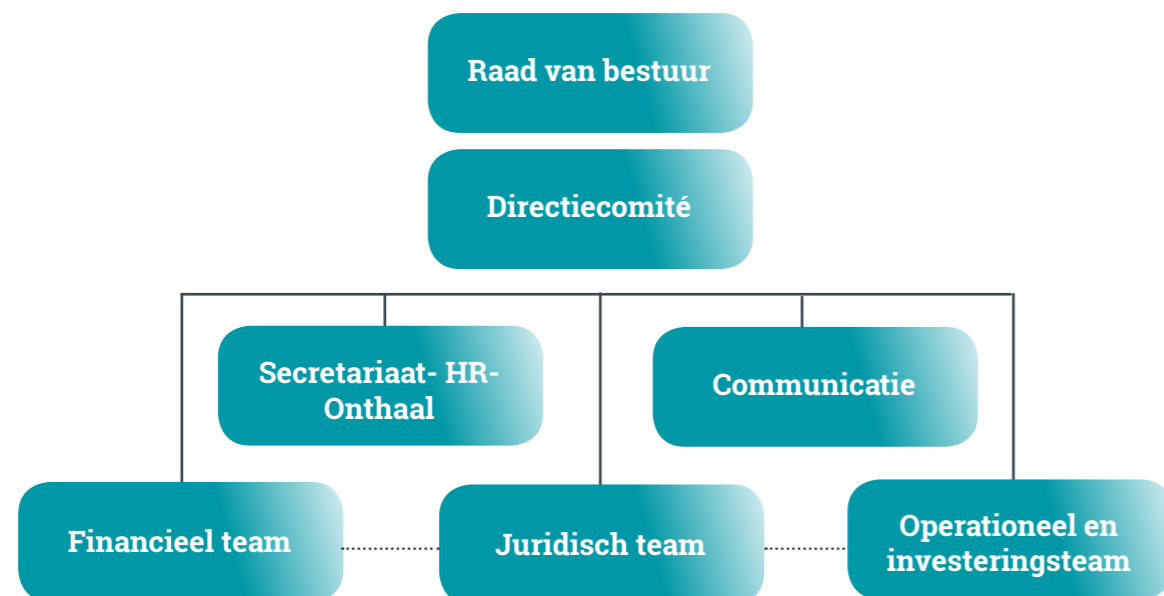 Raad van bestuur
Directiecomité
Secretariaat- HR-
Onthaal
Communicatie
Financieel team
Juridisch team
Operationeel en
investeringsteam